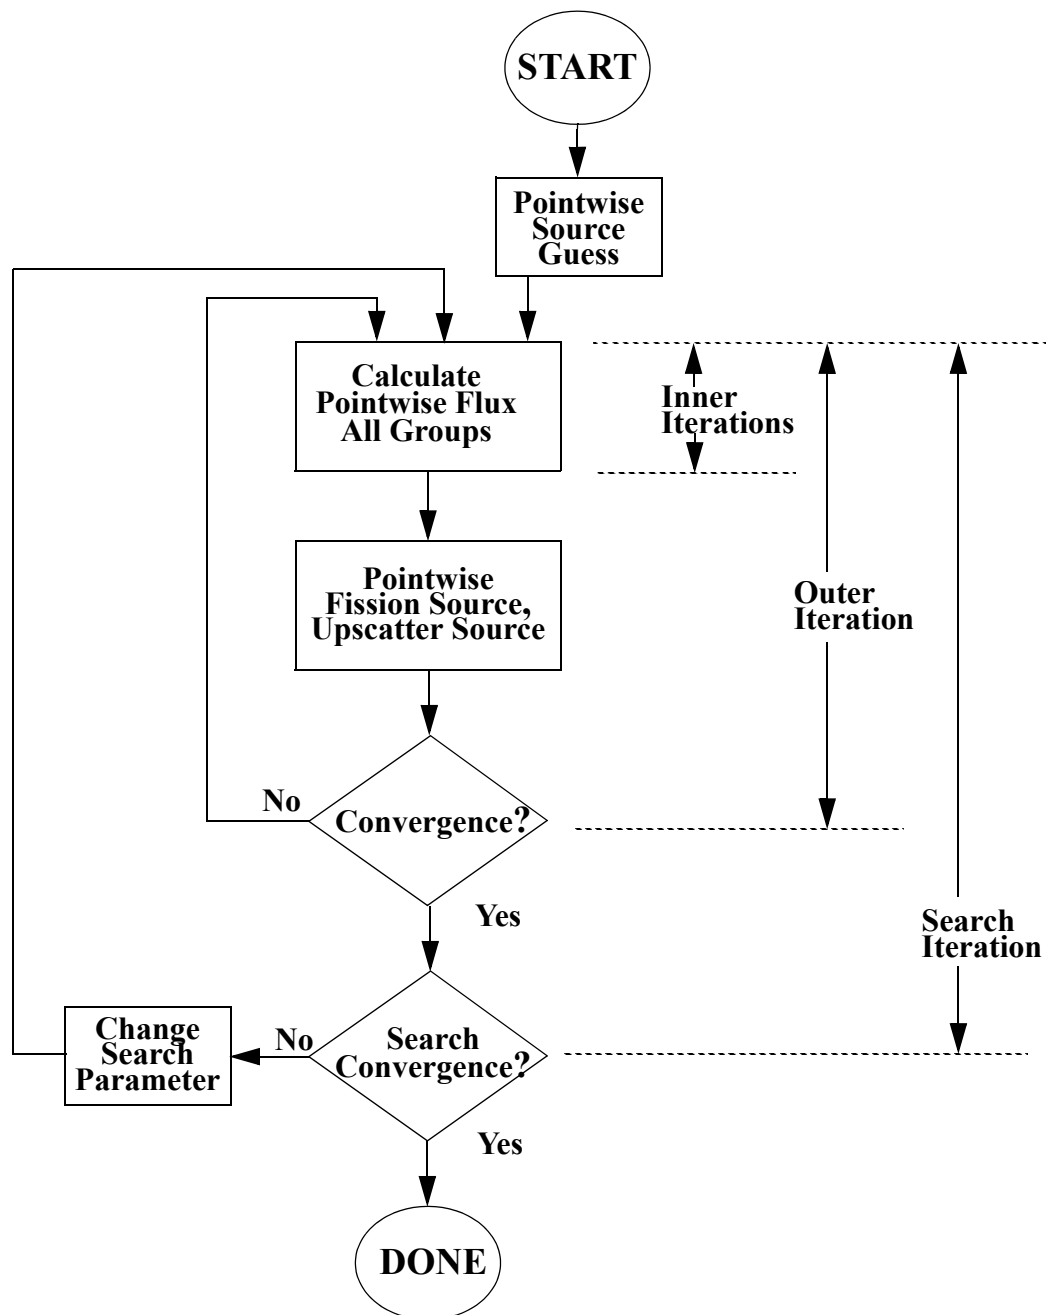 START
Pointwise
Source
Guess
Calculate
Pointwise Flux
All Groups
Inner
Iterations
Pointwise
Fission Source,
Upscatter Source
Outer
Iteration
No
Convergence?
Yes
Search
Iteration
Change
Search
Parameter
No
Search
Convergence?
Yes
DONE